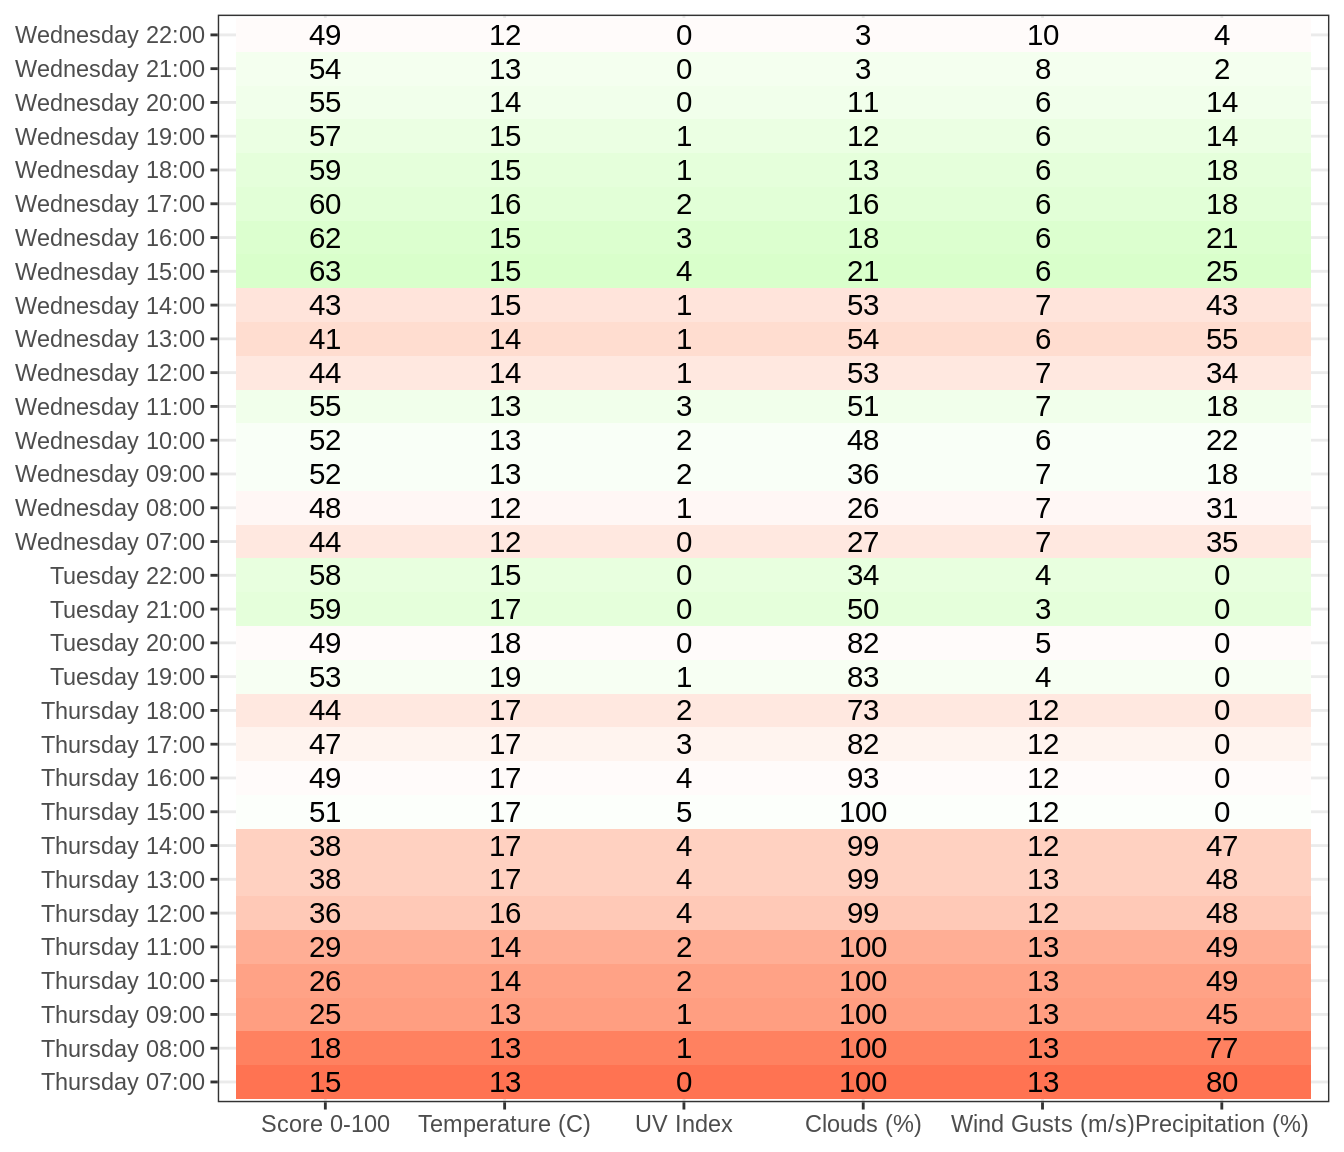 Wednesday 22:00 49 12 0 3 10 4
Wednesday 21:00 54 13 0 3 8 2
Wednesday 20:00 55 14 0 11 6 14
Wednesday 19:00 57 15 1 12 6 14
Wednesday 18:00 59 15 1 13 6 18
Wednesday 17:00 60 16 2 16 6 18
Wednesday 16:00 62 15 3 18 6 21
Wednesday 15:00 63 15 4 21 6 25
Wednesday 14:00 43 15 1 53 7 43
Wednesday 13:00 41 14 1 54 6 55
Wednesday 12:00 44 14 1 53 7 34
Wednesday 11:00 55 13 3 51 7 18
Wednesday 10:00 52 13 2 48 6 22
Wednesday 09:00 52 13 2 36 7 18
Wednesday 08:00 48 12 1 26 7 31
Wednesday 07:00 44 12 0 27 7 35
Tuesday 22:00 58 15 0 34 4 0
Tuesday 21:00 59 17 0 50 3 0
Tuesday 20:00 49 18 0 82 5 0
Tuesday 19:00 53 19 1 83 4 0
Thursday 18:00 44 17 2 73 12 0
Thursday 17:00 47 17 3 82 12 0
Thursday 16:00 49 17 4 93 12 0
Thursday 15:00 51 17 5 100 12 0
Thursday 14:00 38 17 4 99 12 47
Thursday 13:00 38 17 4 99 13 48
Thursday 12:00 36 16 4 99 12 48
Thursday 11:00 29 14 2 100 13 49
Thursday 10:00 26 14 2 100 13 49
Thursday 09:00 25 13 1 100 13 45
Thursday 08:00 18 13 1 100 13 77
Thursday 07:00 15 13 0 100 13 80
Score 0-100 Temperature (C) UV Index Clouds (%) Wind Gusts (m/s) Precipitation (%)